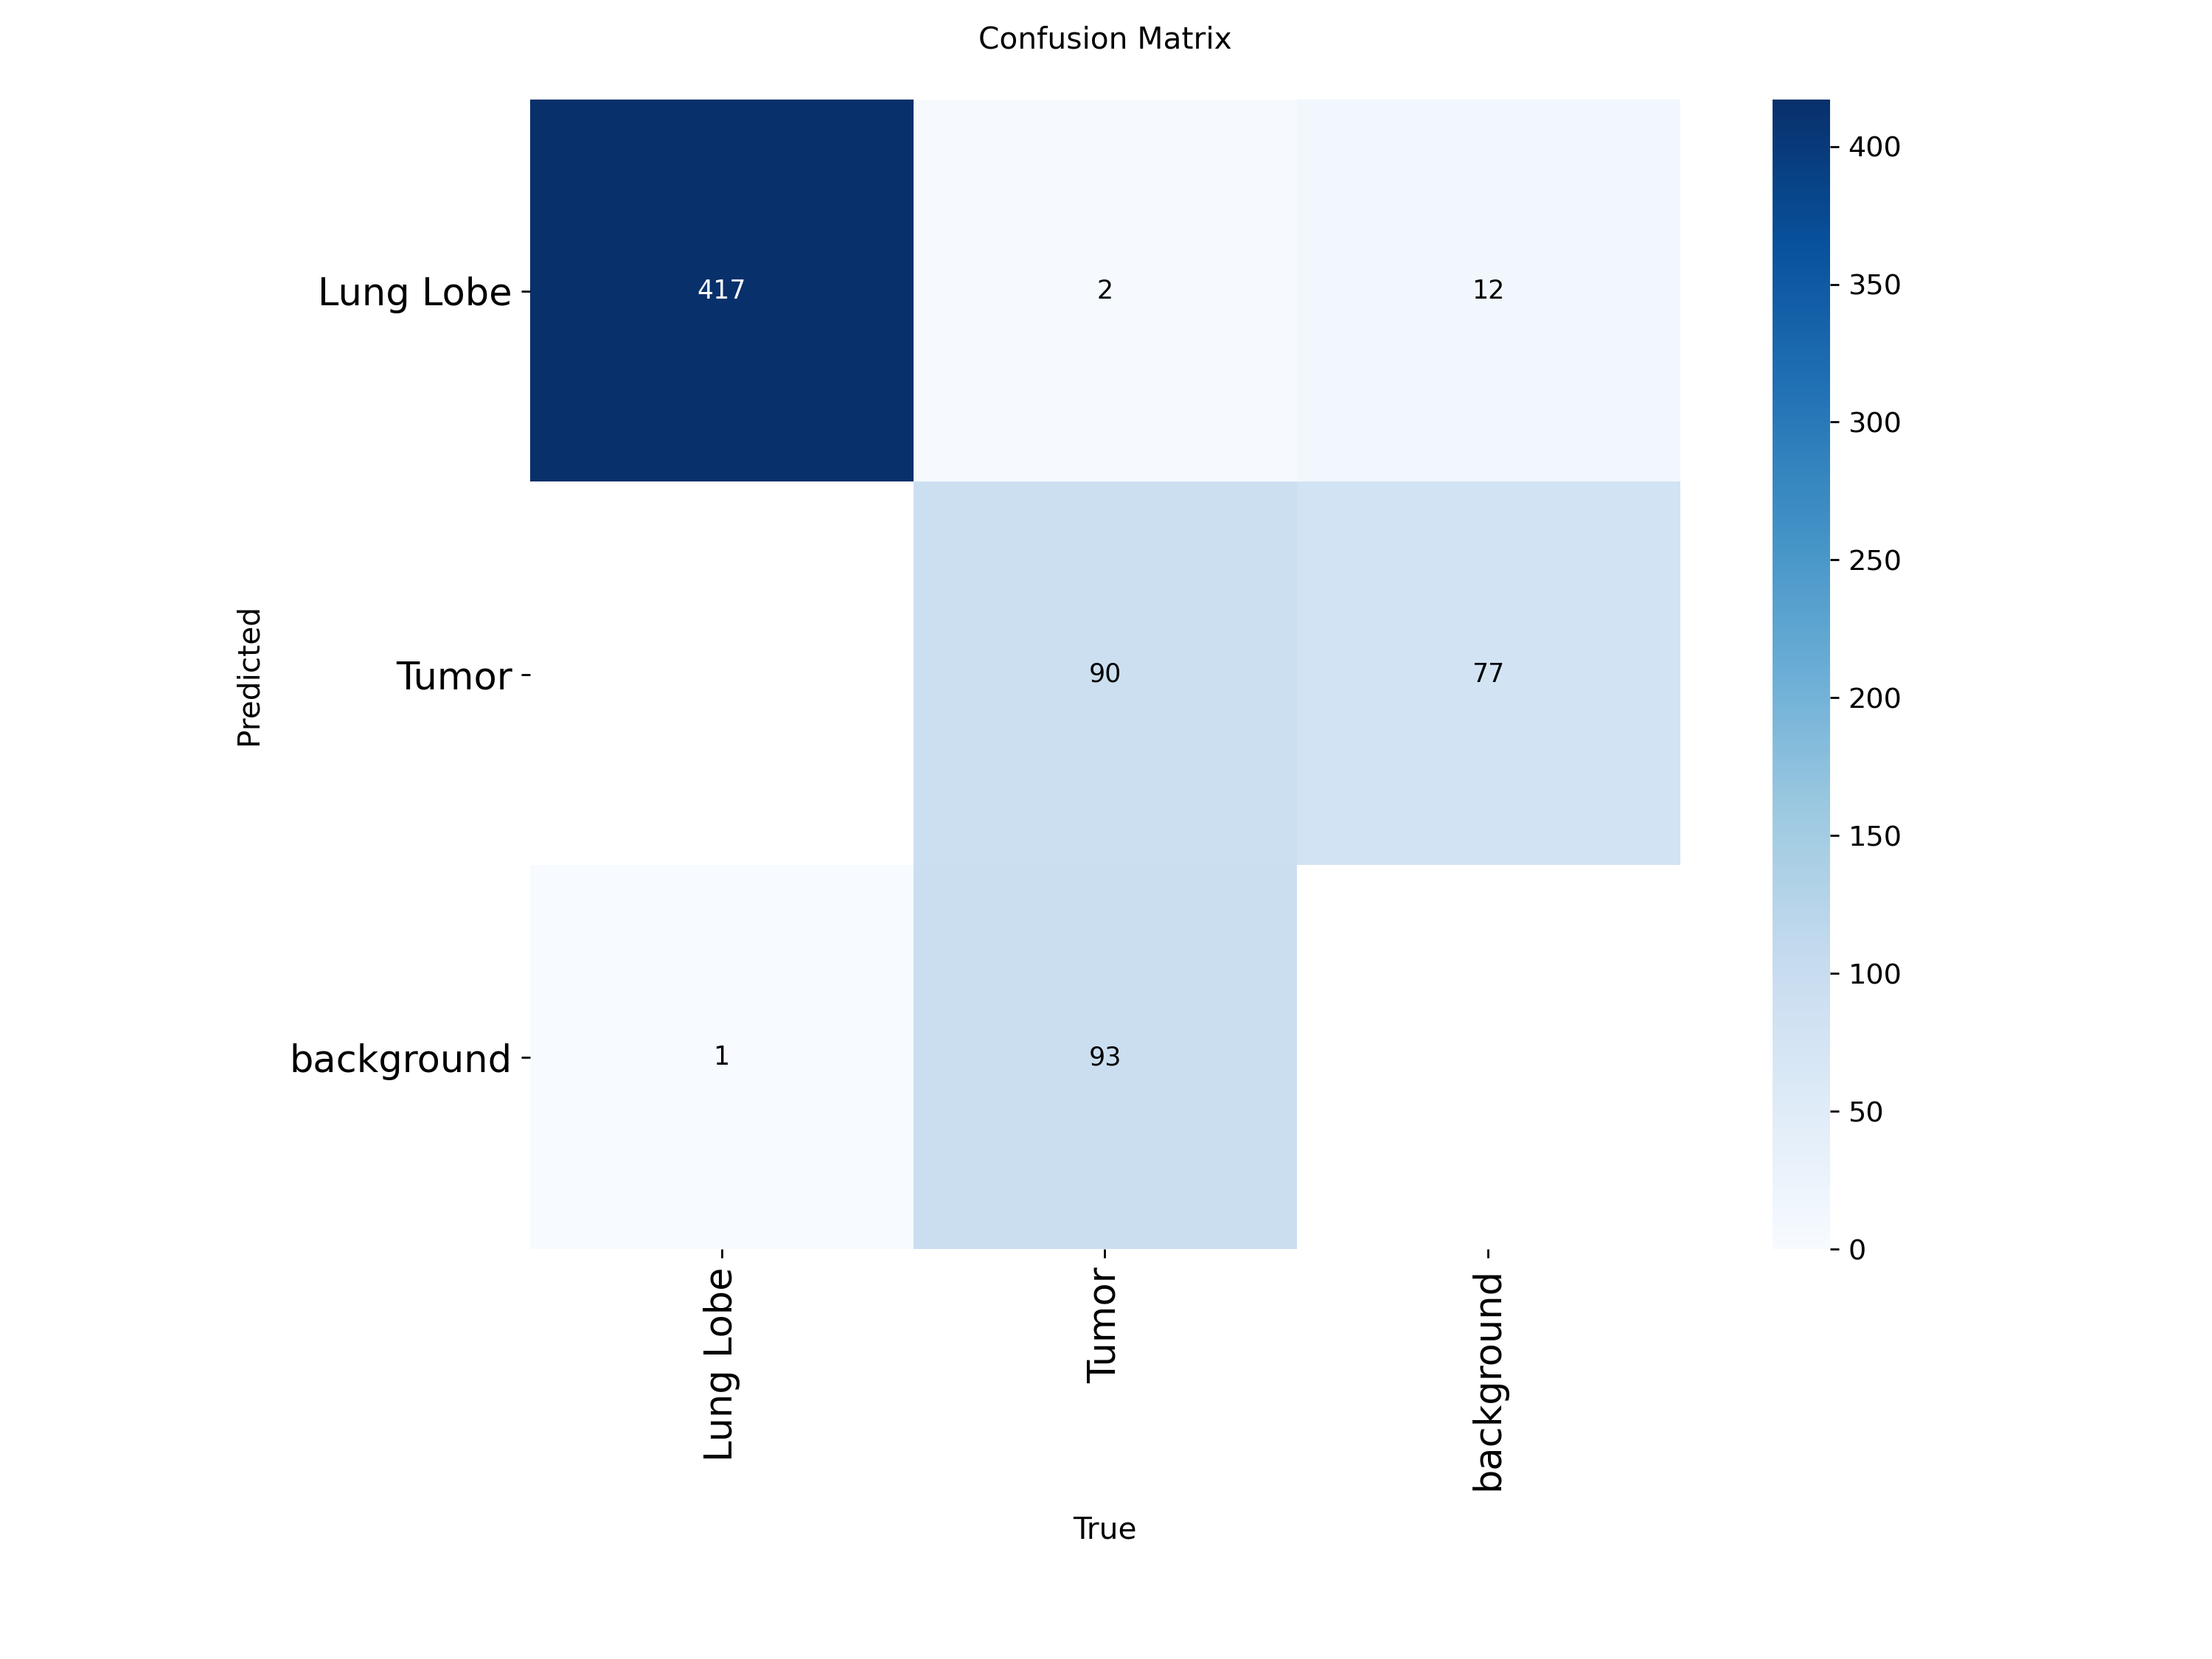 Confusion Matrix
Lung Lobe
417
2
12
Tumor
90
77
background
1
93
Predicted
Lung Lobe
Tumor
background
True
400
350
300
250
200
150
100
50
0